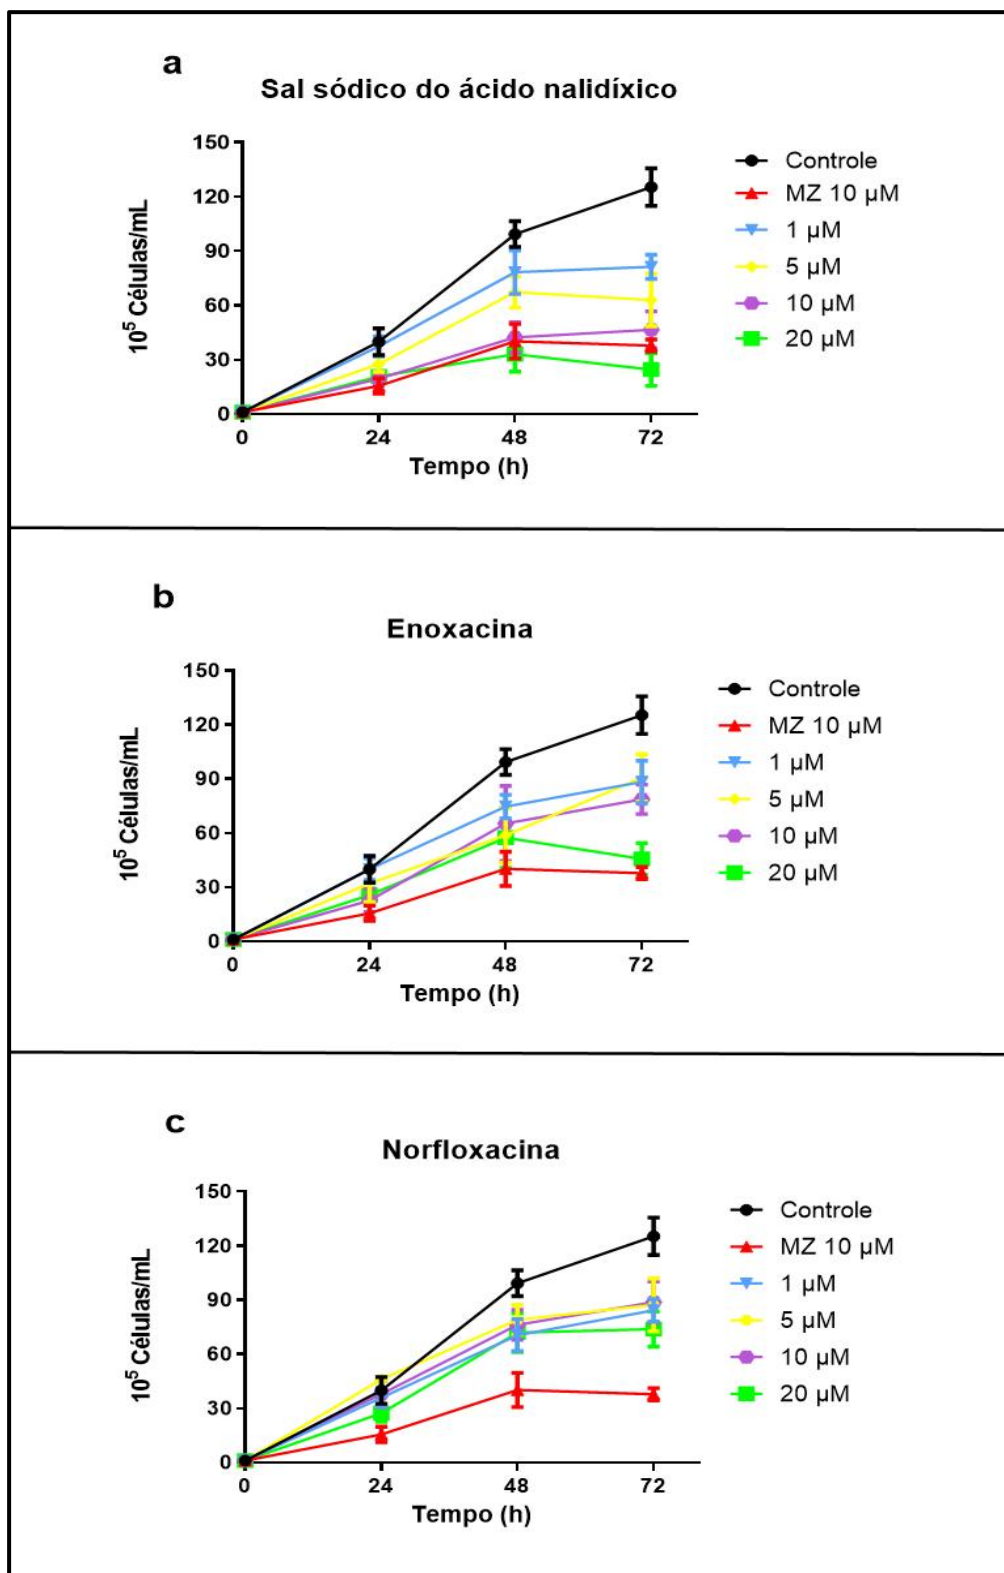 a
Sal sódico do ácido nalidíxico
150
120
90
60
30
0
10⁵ Células/mL
0 24 48 72
Tempo (h)
Controle
MZ 10 µM
1 µM
5 µM
10 µM
20 µM
b
Enoxacina
150
120
90
60
30
0
10⁵ Células/mL
0 24 48 72
Tempo (h)
Controle
MZ 10 µM
1 µM
5 µM
10 µM
20 µM
c
Norfloxacina
150
120
90
60
30
0
10⁵ Células/mL
0 24 48 72
Tempo (h)
Controle
MZ 10 µM
1 µM
5 µM
10 µM
20 µM